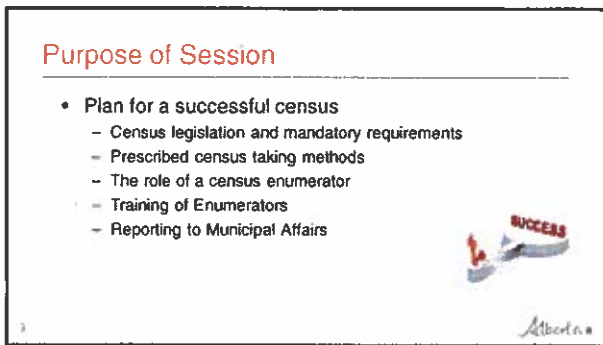 Purpose of Session
• Plan for a successful census
– Census legislation and mandatory requirements
– Prescribed census taking methods
– The role of a census enumerator
– Training of Enumerators
– Reporting to Municipal Affairs
SUCCESS
Alberta